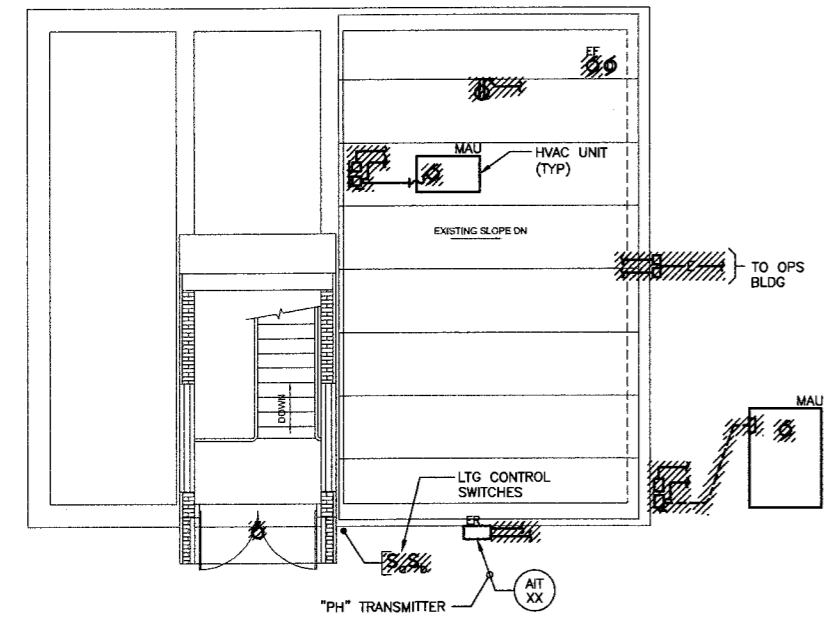 EF
MAU
HVAC UNIT
(TYP)
EXISTING SLOPE DN
TO OPS
BLDG
MAU
DOWN
LTG CONTROL
SWITCHES
ER
"PH" TRANSMITTER
AIT
XX